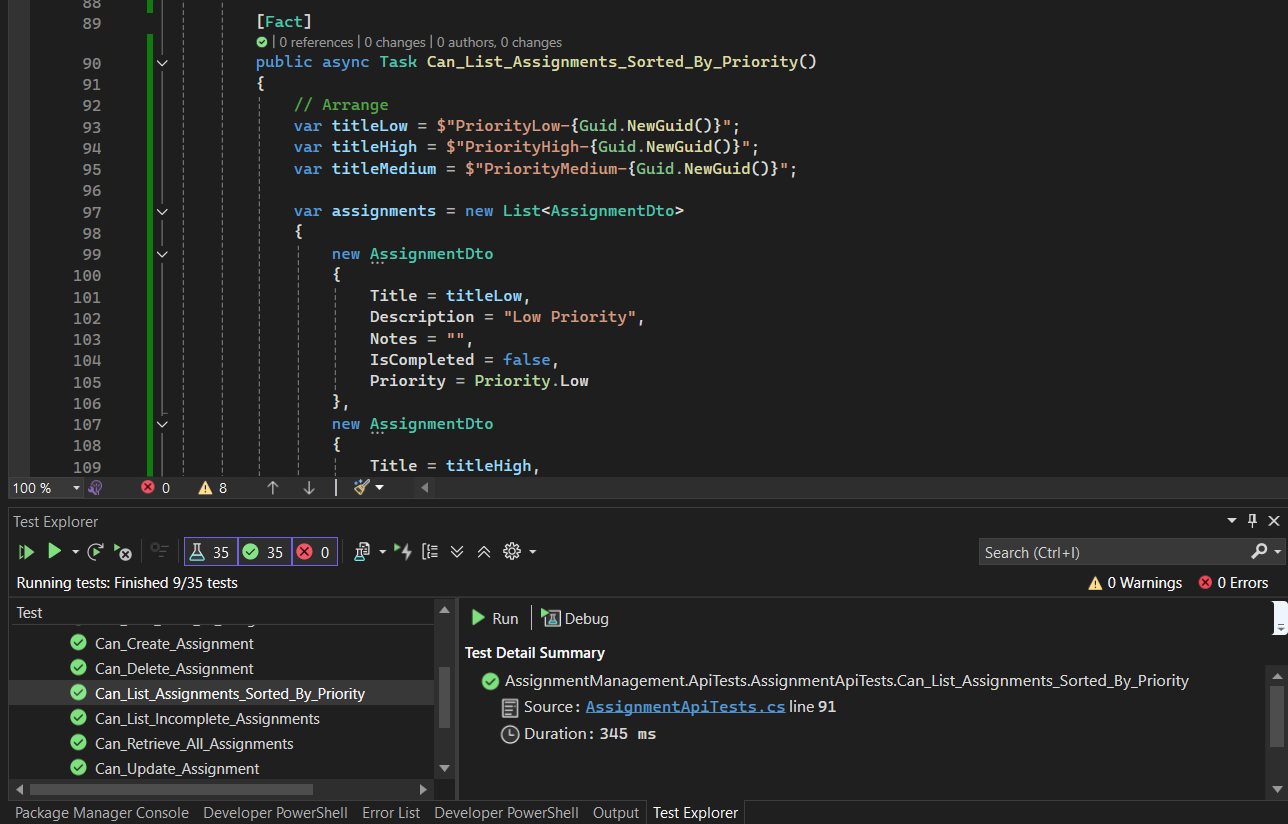 88
89 [Fact]
| 0 references | 0 changes | 0 authors, 0 changes
90 public async Task Can_List_Assignments_Sorted_By_Priority()
91 {
92 // Arrange
93 var titleLow = $"PriorityLow-{Guid.NewGuid()}";
94 var titleHigh = $"PriorityHigh-{Guid.NewGuid()}";
95 var titleMedium = $"PriorityMedium-{Guid.NewGuid()}";
96
97 var assignments = new List<AssignmentDto>
98 {
99 new AssignmentDto
100 {
101 Title = titleLow,
102 Description = "Low Priority",
103 Notes = "",
104 IsCompleted = false,
105 Priority = Priority.Low
106 },
107 new AssignmentDto
108 {
109 Title = titleHigh,
100 % 0 8
Test Explorer
35 35 0
Search (Ctrl+I)
Running tests: Finished 9/35 tests
0 Warnings 0 Errors
Test
Run Debug
Can_Create_Assignment
Test Detail Summary
Can_Delete_Assignment
AssignmentManagement.ApiTests.AssignmentApiTests.Can_List_Assignments_Sorted_By_Priority
Can_List_Assignments_Sorted_By_Priority
Source: AssignmentApiTests.cs line 91
Can_List_Incomplete_Assignments
Duration: 345 ms
Can_Retrieve_All_Assignments
Can_Update_Assignment
Package Manager Console Developer PowerShell Error List Developer PowerShell Output Test Explorer